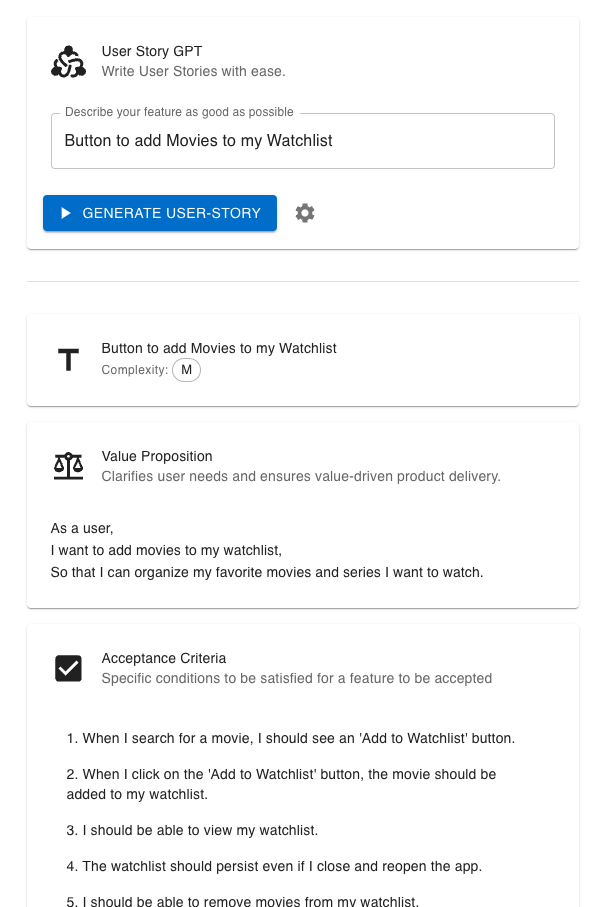 User Story GPT
Write User Stories with ease.
Describe your feature as good as possible
Button to add Movies to my Watchlist
GENERATE USER-STORY
T
Button to add Movies to my Watchlist
Complexity: M
Value Proposition
Clarifies user needs and ensures value-driven product delivery.
As a user,
I want to add movies to my watchlist,
So that I can organize my favorite movies and series I want to watch.
Acceptance Criteria
Specific conditions to be satisfied for a feature to be accepted
1. When I search for a movie, I should see an 'Add to Watchlist' button.
2. When I click on the 'Add to Watchlist' button, the movie should be
added to my watchlist.
3. I should be able to view my watchlist.
4. The watchlist should persist even if I close and reopen the app.
5. I should be able to remove movies from my watchlist.